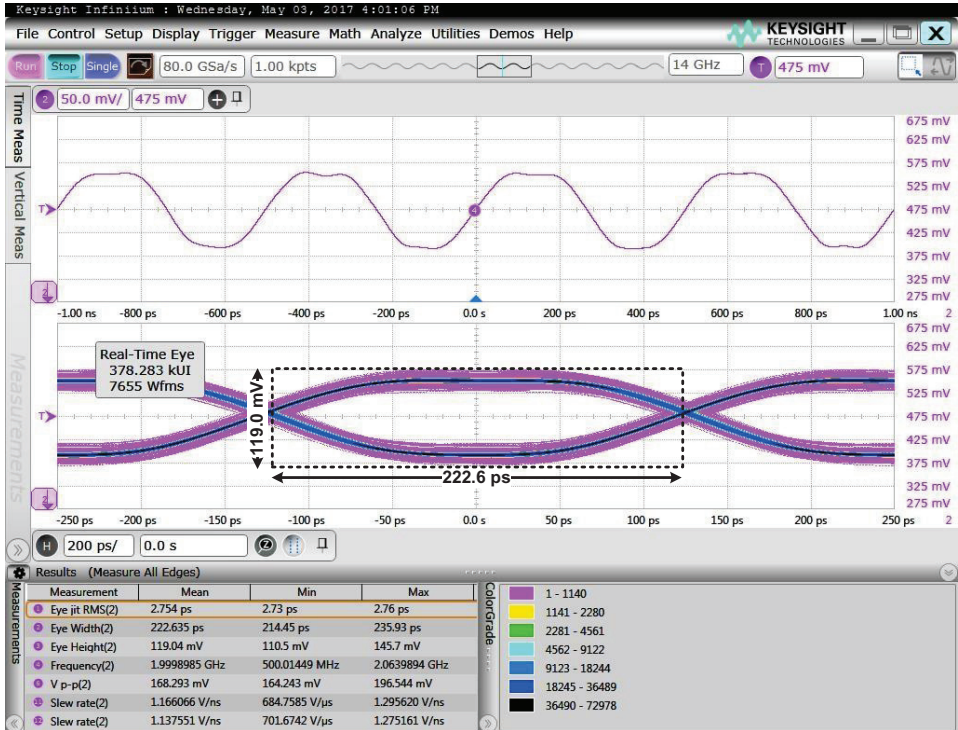 Keysight Infiniium : Wednesday, May 03, 2017 4:01:06 PM
File Control Setup Display Trigger Measure Math Analyze Utilities Demos Help
KEYSIGHT
TECHNOLOGIES
X
Run Stop Single 80.0 GSa/s 1.00 kpts 14 GHz T 475 mV
2 50.0 mV/ 475 mV
Time Meas
Vertical Meas
Measurements
675 mV
625 mV
575 mV
525 mV
T 475 mV
4
425 mV
375 mV
325 mV
2 275 mV
-1.00 ns -800 ps -600 ps -400 ps -200 ps 0.0 s 200 ps 400 ps 600 ps 800 ps 1.00 ns 2
675 mV
625 mV
Real-Time Eye
378.283 kUI
7655 Wfms
575 mV
525 mV
119.0 mV
T 475 mV
425 mV
375 mV
222.6 ps
325 mV
2 275 mV
-250 ps -200 ps -150 ps -100 ps -50 ps 0.0 s 50 ps 100 ps 150 ps 200 ps 250 ps 2
H 200 ps/ 0.0 s
Results (Measure All Edges)
Measurements
Measurement Mean Min Max
Eye jit RMS(2) 2.754 ps 2.73 ps 2.76 ps
Eye Width(2) 222.635 ps 214.45 ps 235.93 ps
Eye Height(2) 119.04 mV 110.5 mV 145.7 mV
Frequency(2) 1.9998985 GHz 500.01449 MHz 2.0639894 GHz
V p-p(2) 168.293 mV 164.243 mV 196.544 mV
Slew rate(2) 1.166066 V/ns 684.7585 V/µs 1.295620 V/ns
Slew rate(2) 1.137551 V/ns 701.6742 V/µs 1.275161 V/ns
ColorGrade
1 - 1140
1141 - 2280
2281 - 4561
4562 - 9122
9123 - 18244
18245 - 36489
36490 - 72978